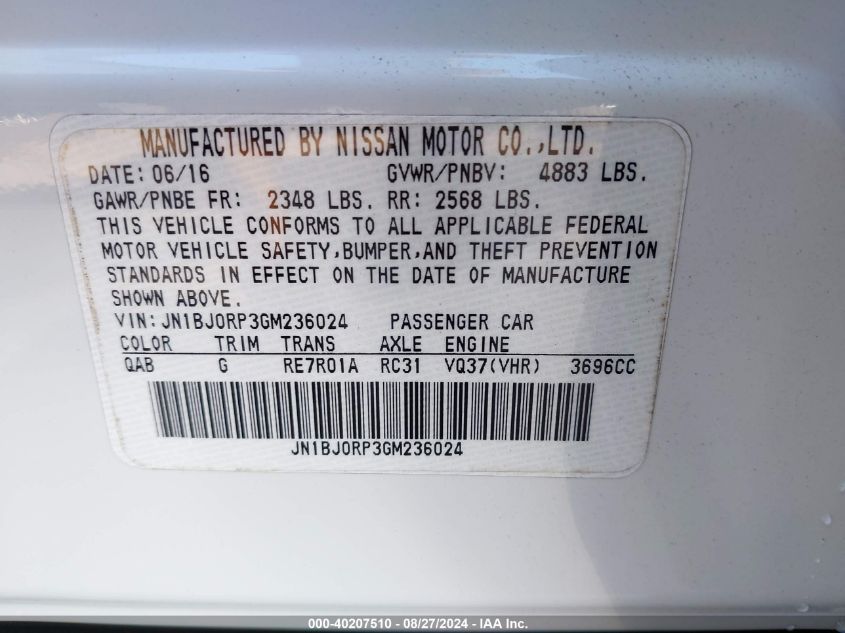 MANUFACTURED BY NISSAN MOTOR CO.,LTD.
DATE: 06/16 GVWR/PNBV: 4883 LBS.
GAWR/PNBE FR: 2348 LBS. RR: 2568 LBS.
THIS VEHICLE CONFORMS TO ALL APPLICABLE FEDERAL
MOTOR VEHICLE SAFETY,BUMPER,AND THEFT PREVENTION
STANDARDS IN EFFECT ON THE DATE OF MANUFACTURE
SHOWN ABOVE.
VIN:JN1BJ0RP3GM236024 PASSENGER CAR
COLOR TRIM TRANS AXLE ENGINE
QAB G RE7R01A RC31 VQ37(VHR) 3696CC
JN1BJ0RP3GM236024
000-40207510 - 08/27/2024 - IAA Inc.